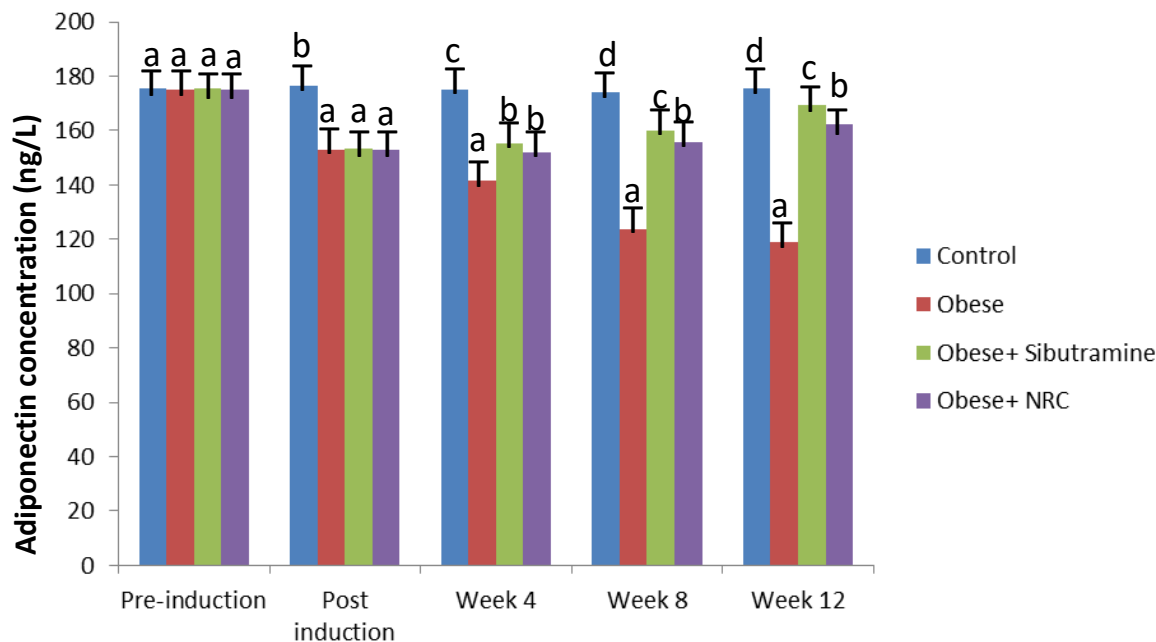 Adiponectin concentration (ng/L)
200
180
160
140
120
100
80
60
40
20
0
a a a a
b a a a
c a b b
d a c b
d a c b
Pre-induction
Post
induction
Week 4
Week 8
Week 12
Control
Obese
Obese+ Sibutramine
Obese+ NRC